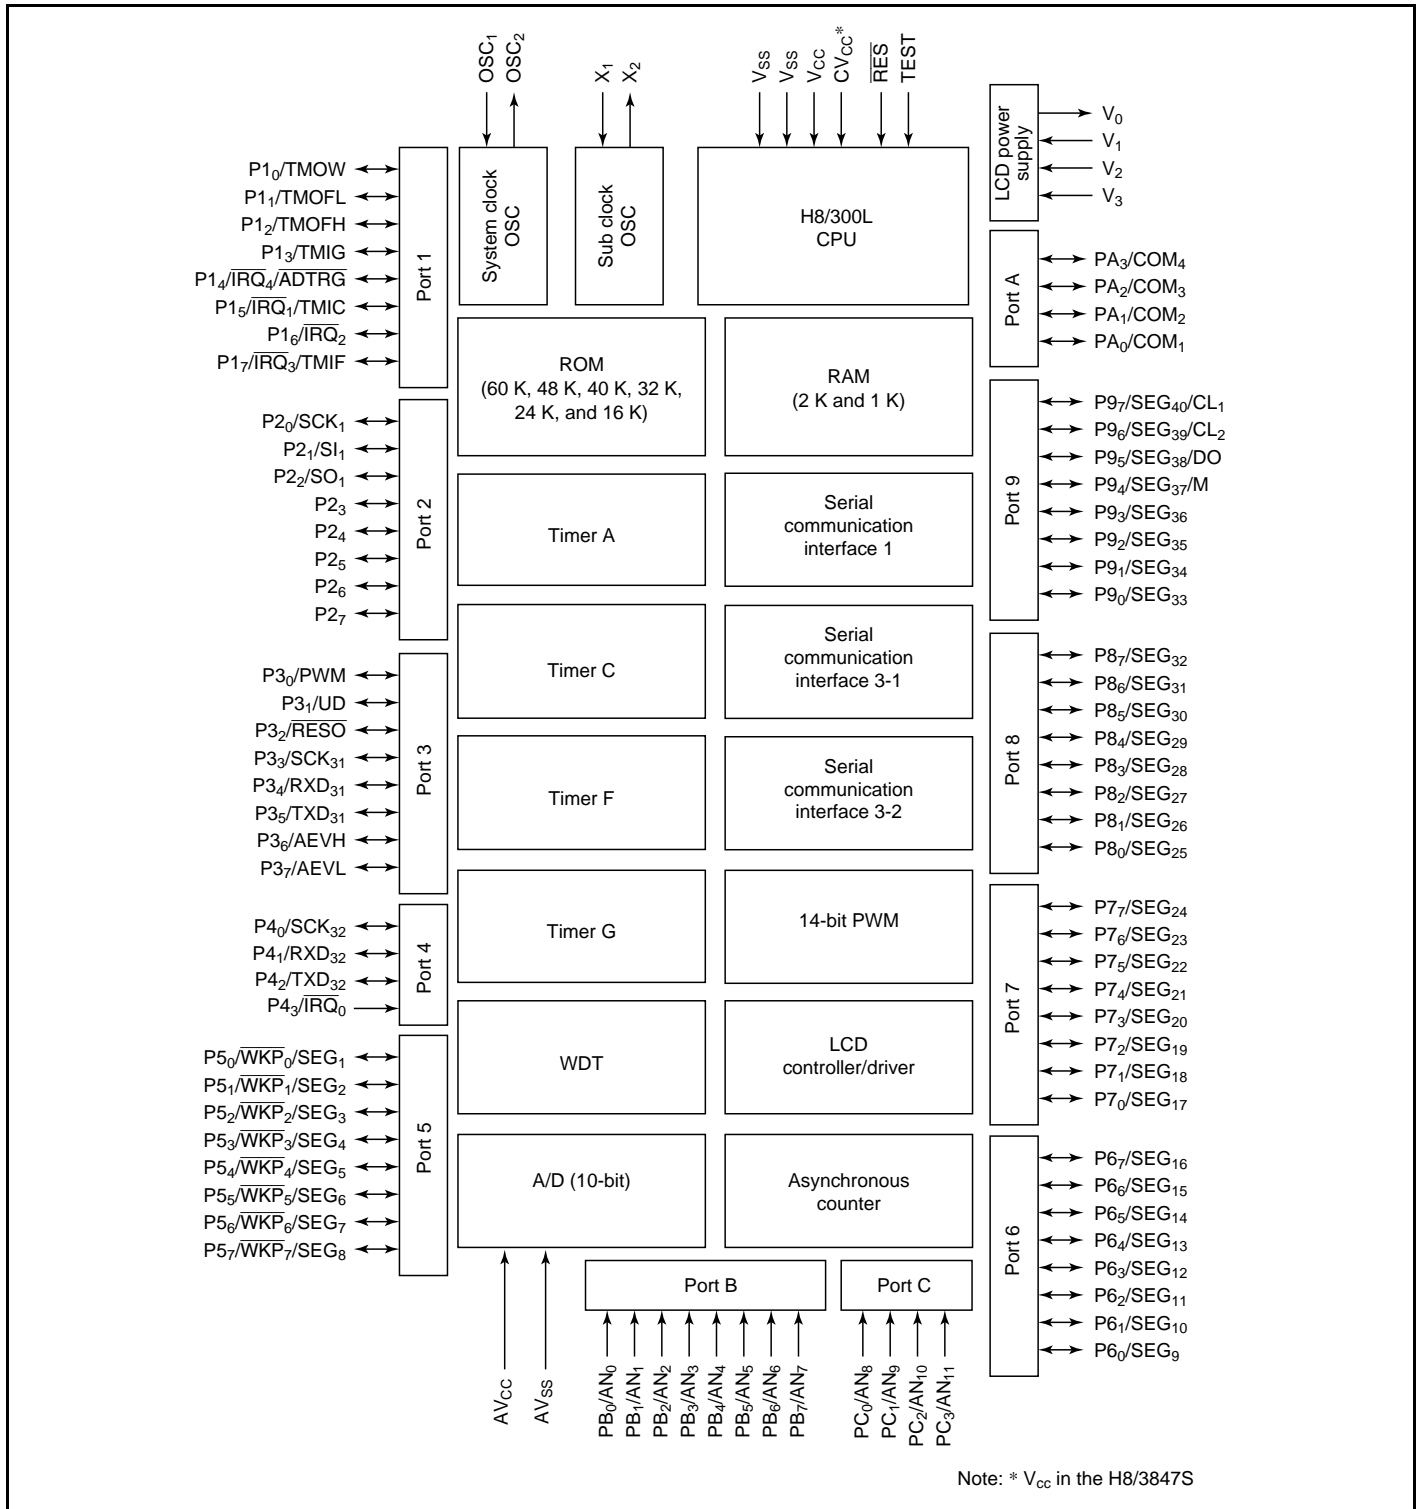 OSC₁
OSC₂
X₁
X₂
VSS
VSS
VCC
CVCC*
RES
TEST
System clock
OSC
Sub clock
OSC
H8/300L
CPU
LCD power
supply
V₀
V₁
V₂
V₃
P1₀/TMOW
P1₁/TMOFL
P1₂/TMOFH
P1₃/TMIG
P1₄/IRQ₄/ADTRG
P1₅/IRQ₁/TMIC
P1₆/IRQ₂
P1₇/IRQ₃/TMIF
Port 1
Port A
PA₃/COM₄
PA₂/COM₃
PA₁/COM₂
PA₀/COM₁
ROM
(60 K, 48 K, 40 K, 32 K,
24 K, and 16 K)
RAM
(2 K and 1 K)
P2₀/SCK₁
P2₁/SI₁
P2₂/SO₁
P2₃
P2₄
P2₅
P2₆
P2₇
Port 2
Timer A
Serial
communication
interface 1
Port 9
P9₇/SEG₄₀/CL₁
P9₆/SEG₃₉/CL₂
P9₅/SEG₃₈/DO
P9₄/SEG₃₇/M
P9₃/SEG₃₆
P9₂/SEG₃₅
P9₁/SEG₃₄
P9₀/SEG₃₃
P3₀/PWM
P3₁/UD
P3₂/RESO
P3₃/SCK₃₁
P3₄/RXD₃₁
P3₅/TXD₃₁
P3₆/AEVH
P3₇/AEVL
Port 3
Timer C
Serial
communication
interface 3-1
Timer F
Serial
communication
interface 3-2
Port 8
P8₇/SEG₃₂
P8₆/SEG₃₁
P8₅/SEG₃₀
P8₄/SEG₂₉
P8₃/SEG₂₈
P8₂/SEG₂₇
P8₁/SEG₂₆
P8₀/SEG₂₅
P4₀/SCK₃₂
P4₁/RXD₃₂
P4₂/TXD₃₂
P4₃/IRQ₀
Port 4
Timer G
14-bit PWM
Port 7
P7₇/SEG₂₄
P7₆/SEG₂₃
P7₅/SEG₂₂
P7₄/SEG₂₁
P7₃/SEG₂₀
P7₂/SEG₁₉
P7₁/SEG₁₈
P7₀/SEG₁₇
P5₀/WKP₀/SEG₁
P5₁/WKP₁/SEG₂
P5₂/WKP₂/SEG₃
P5₃/WKP₃/SEG₄
P5₄/WKP₄/SEG₅
P5₅/WKP₅/SEG₆
P5₆/WKP₆/SEG₇
P5₇/WKP₇/SEG₈
Port 5
WDT
LCD
controller/driver
A/D (10-bit)
Asynchronous
counter
Port 6
P6₇/SEG₁₆
P6₆/SEG₁₅
P6₅/SEG₁₄
P6₄/SEG₁₃
P6₃/SEG₁₂
P6₂/SEG₁₁
P6₁/SEG₁₀
P6₀/SEG₉
Port B
Port C
AVCC
AVSS
PB₀/AN₀
PB₁/AN₁
PB₂/AN₂
PB₃/AN₃
PB₄/AN₄
PB₅/AN₅
PB₆/AN₆
PB₇/AN₇
PC₀/AN₈
PC₁/AN₉
PC₂/AN₁₀
PC₃/AN₁₁
Note: * Vcc in the H8/3847S